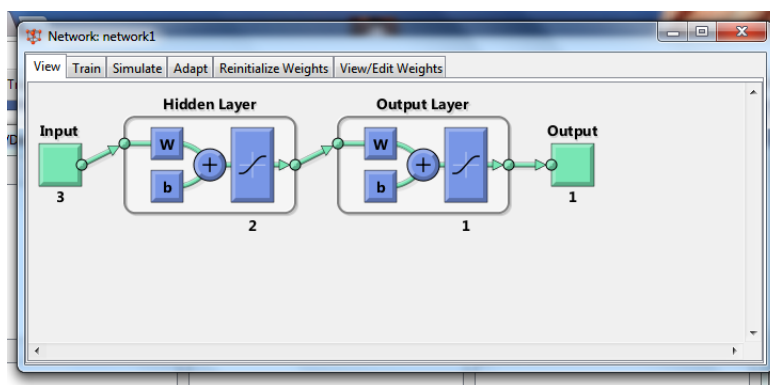 Network: network1
View Train Simulate Adapt Reinitialize Weights View/Edit Weights
Hidden Layer Output Layer
Input Output
W W
b b
3 2 1 1